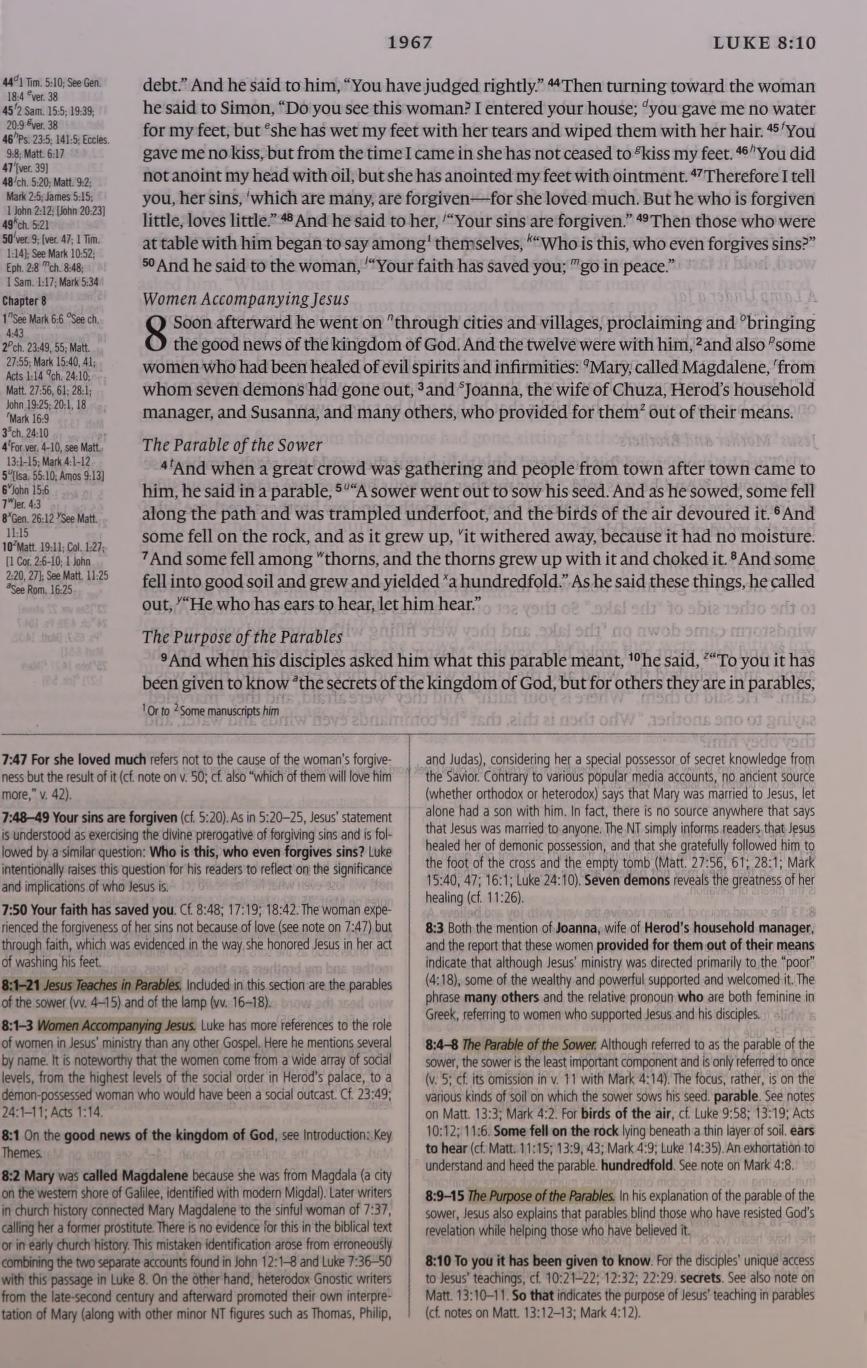 1967
LUKE 8:10
44 d 1 Tim. 5:10; See Gen.
18:4 e ver. 38
45 f 2 Sam. 15:5; 19:39;
20:9 g ver. 38
46 h Ps. 23:5; 141:5; Eccles.
9:8; Matt. 6:17
47 i [ver. 39]
48 j ch. 5:20; Matt. 9:2;
Mark 2:5; James 5:15;
1 John 2:12; [John 20:23]
49 k ch. 5:21
50 l ver. 9; [ver. 47; 1 Tim.
1:14]; See Mark 10:52;
Eph. 2:8 m ch. 8:48;
1 Sam. 1:17; Mark 5:34
Chapter 8
1 n See Mark 6:6 o See ch.
4:43
2 p ch. 23:49, 55; Matt.
27:55; Mark 15:40, 41;
Acts 1:14 q ch. 24:10;
Matt. 27:56, 61; 28:1;
John 19:25; 20:1, 18
r Mark 16:9
3 s ch. 24:10
4 t For ver. 4-10, see Matt.
13:1-15; Mark 4:1-12
5 u [Isa. 55:10; Amos 9:13]
6 v John 15:6
7 w Jer. 4:3
8 x Gen. 26:12 y See Matt.
11:15
10 z Matt. 19:11; Col. 1:27;
[1 Cor. 2:6-10; 1 John
2:20, 27]; See Matt. 11:25
a See Rom. 16:25
debt.” And he said to him, “You have judged rightly.” 44 Then turning toward the woman
he said to Simon, “Do you see this woman? I entered your house; d you gave me no water
for my feet, but e she has wet my feet with her tears and wiped them with her hair. 45 f You
gave me no kiss, but from the time I came in she has not ceased to g kiss my feet. 46 h You did
not anoint my head with oil, but she has anointed my feet with ointment. 47 Therefore I tell
you, her sins, i which are many, are forgiven—for she loved much. But he who is forgiven
little, loves little.” 48 And he said to her, j “Your sins are forgiven.” 49 Then those who were
at table with him began to say among 1 themselves, k “Who is this, who even forgives sins?”
50 And he said to the woman, l “Your faith has saved you; m go in peace.”
Women Accompanying Jesus
8 Soon afterward he went on n through cities and villages, proclaiming and o bringing
the good news of the kingdom of God. And the twelve were with him, 2 and also p some
women who had been healed of evil spirits and infirmities: q Mary, called Magdalene, r from
whom seven demons had gone out, 3 and s Joanna, the wife of Chuza, Herod’s household
manager, and Susanna, and many others, who provided for them 2 out of their means.
The Parable of the Sower
4 t And when a great crowd was gathering and people from town after town came to
him, he said in a parable, 5 u “A sower went out to sow his seed. And as he sowed, some fell
along the path and was trampled underfoot, and the birds of the air devoured it. 6 And
some fell on the rock, and as it grew up, v it withered away, because it had no moisture.
7 And some fell among w thorns, and the thorns grew up with it and choked it. 8 And some
fell into good soil and grew and yielded x a hundredfold.” As he said these things, he called
out, y “He who has ears to hear, let him hear.”
The Purpose of the Parables
9 And when his disciples asked him what this parable meant, 10 he said, z “To you it has
been given to know a the secrets of the kingdom of God, but for others they are in parables,
1 Or to 2 Some manuscripts him
7:47 For she loved much refers not to the cause of the woman’s forgive-
ness but the result of it (cf. note on v. 50; cf. also “which of them will love him
more,” v. 42).
7:48–49 Your sins are forgiven (cf. 5:20). As in 5:20–25, Jesus’ statement
is understood as exercising the divine prerogative of forgiving sins and is fol-
lowed by a similar question: Who is this, who even forgives sins? Luke
intentionally raises this question for his readers to reflect on the significance
and implications of who Jesus is.
7:50 Your faith has saved you. Cf. 8:48; 17:19; 18:42. The woman expe-
rienced the forgiveness of her sins not because of love (see note on 7:47) but
through faith, which was evidenced in the way she honored Jesus in her act
of washing his feet.
8:1–21 Jesus Teaches in Parables. Included in this section are the parables
of the sower (vv. 4–15) and of the lamp (vv. 16–18).
8:1–3 Women Accompanying Jesus. Luke has more references to the role
of women in Jesus’ ministry than any other Gospel. Here he mentions several
by name. It is noteworthy that the women come from a wide array of social
levels, from the highest levels of the social order in Herod’s palace, to a
demon-possessed woman who would have been a social outcast. Cf. 23:49;
24:1–11; Acts 1:14.
8:1 On the good news of the kingdom of God, see Introduction: Key
Themes.
8:2 Mary was called Magdalene because she was from Magdala (a city
on the western shore of Galilee, identified with modern Migdal). Later writers
in church history connected Mary Magdalene to the sinful woman of 7:37,
calling her a former prostitute. There is no evidence for this in the biblical text
or in early church history. This mistaken identification arose from erroneously
combining the two separate accounts found in John 12:1–8 and Luke 7:36–50
with this passage in Luke 8. On the other hand, heterodox Gnostic writers
from the late-second century and afterward promoted their own interpre-
tation of Mary (along with other minor NT figures such as Thomas, Philip,
and Judas), considering her a special possessor of secret knowledge from
the Savior. Contrary to various popular media accounts, no ancient source
(whether orthodox or heterodox) says that Mary was married to Jesus, let
alone had a son with him. In fact, there is no source anywhere that says
that Jesus was married to anyone. The NT simply informs readers that Jesus
healed her of demonic possession, and that she gratefully followed him to
the foot of the cross and the empty tomb (Matt. 27:56, 61; 28:1; Mark
15:40, 47; 16:1; Luke 24:10). Seven demons reveals the greatness of her
healing (cf. 11:26).
8:3 Both the mention of Joanna, wife of Herod’s household manager,
and the report that these women provided for them out of their means
indicate that although Jesus’ ministry was directed primarily to the “poor”
(4:18), some of the wealthy and powerful supported and welcomed it. The
phrase many others and the relative pronoun who are both feminine in
Greek, referring to women who supported Jesus and his disciples.
8:4–8 The Parable of the Sower. Although referred to as the parable of the
sower, the sower is the least important component and is only referred to once
(v. 5; cf. its omission in v. 11 with Mark 4:14). The focus, rather, is on the
various kinds of soil on which the sower sows his seed. parable. See notes
on Matt. 13:3; Mark 4:2. For birds of the air, cf. Luke 9:58; 13:19; Acts
10:12; 11:6. Some fell on the rock lying beneath a thin layer of soil. ears
to hear (cf. Matt. 11:15; 13:9, 43; Mark 4:9; Luke 14:35). An exhortation to
understand and heed the parable. hundredfold. See note on Mark 4:8.
8:9–15 The Purpose of the Parables. In his explanation of the parable of the
sower, Jesus also explains that parables blind those who have resisted God’s
revelation while helping those who have believed it.
8:10 To you it has been given to know. For the disciples’ unique access
to Jesus’ teachings, cf. 10:21–22; 12:32; 22:29. secrets. See also note on
Matt. 13:10–11. So that indicates the purpose of Jesus’ teaching in parables
(cf. notes on Matt. 13:12–13; Mark 4:12).